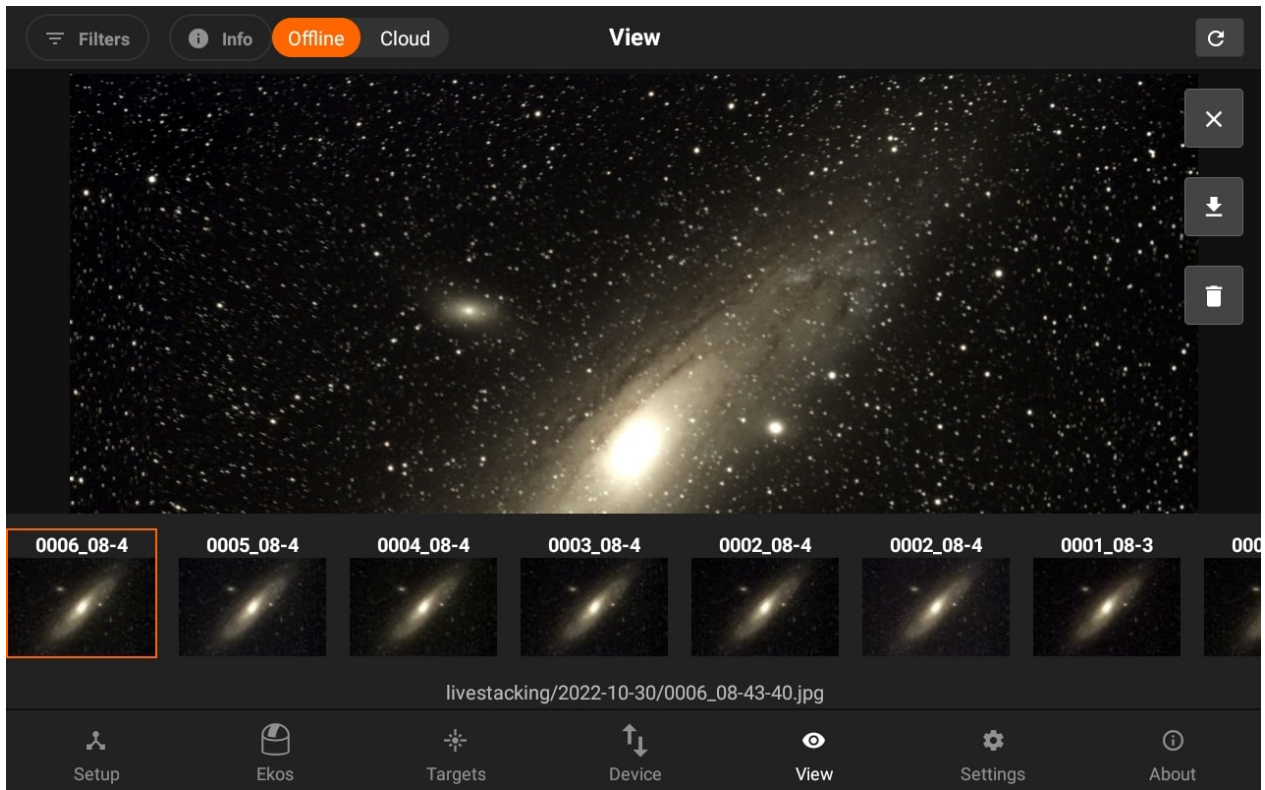 Filters Info Offline Cloud View
0006_08-4 0005_08-4 0004_08-4 0003_08-4 0002_08-4 0002_08-4 0001_08-3 000
livestacking/2022-10-30/0006_08-43-40.jpg
Setup Ekos Targets Device View Settings About